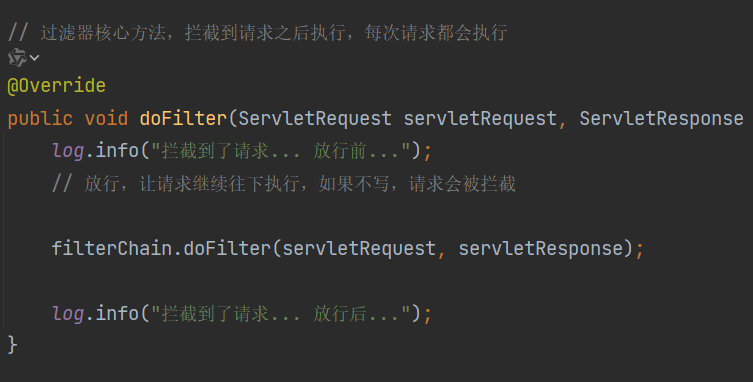 // 过滤器核心方法，拦截到请求之后执行，每次请求都会执行
@Override
public void doFilter(ServletRequest servletRequest, ServletResponse
log.info("拦截到了请求... 放行前...");
// 放行，让请求继续往下执行，如果不写，请求会被拦截
filterChain.doFilter(servletRequest, servletResponse);
log.info("拦截到了请求... 放行后...");
}